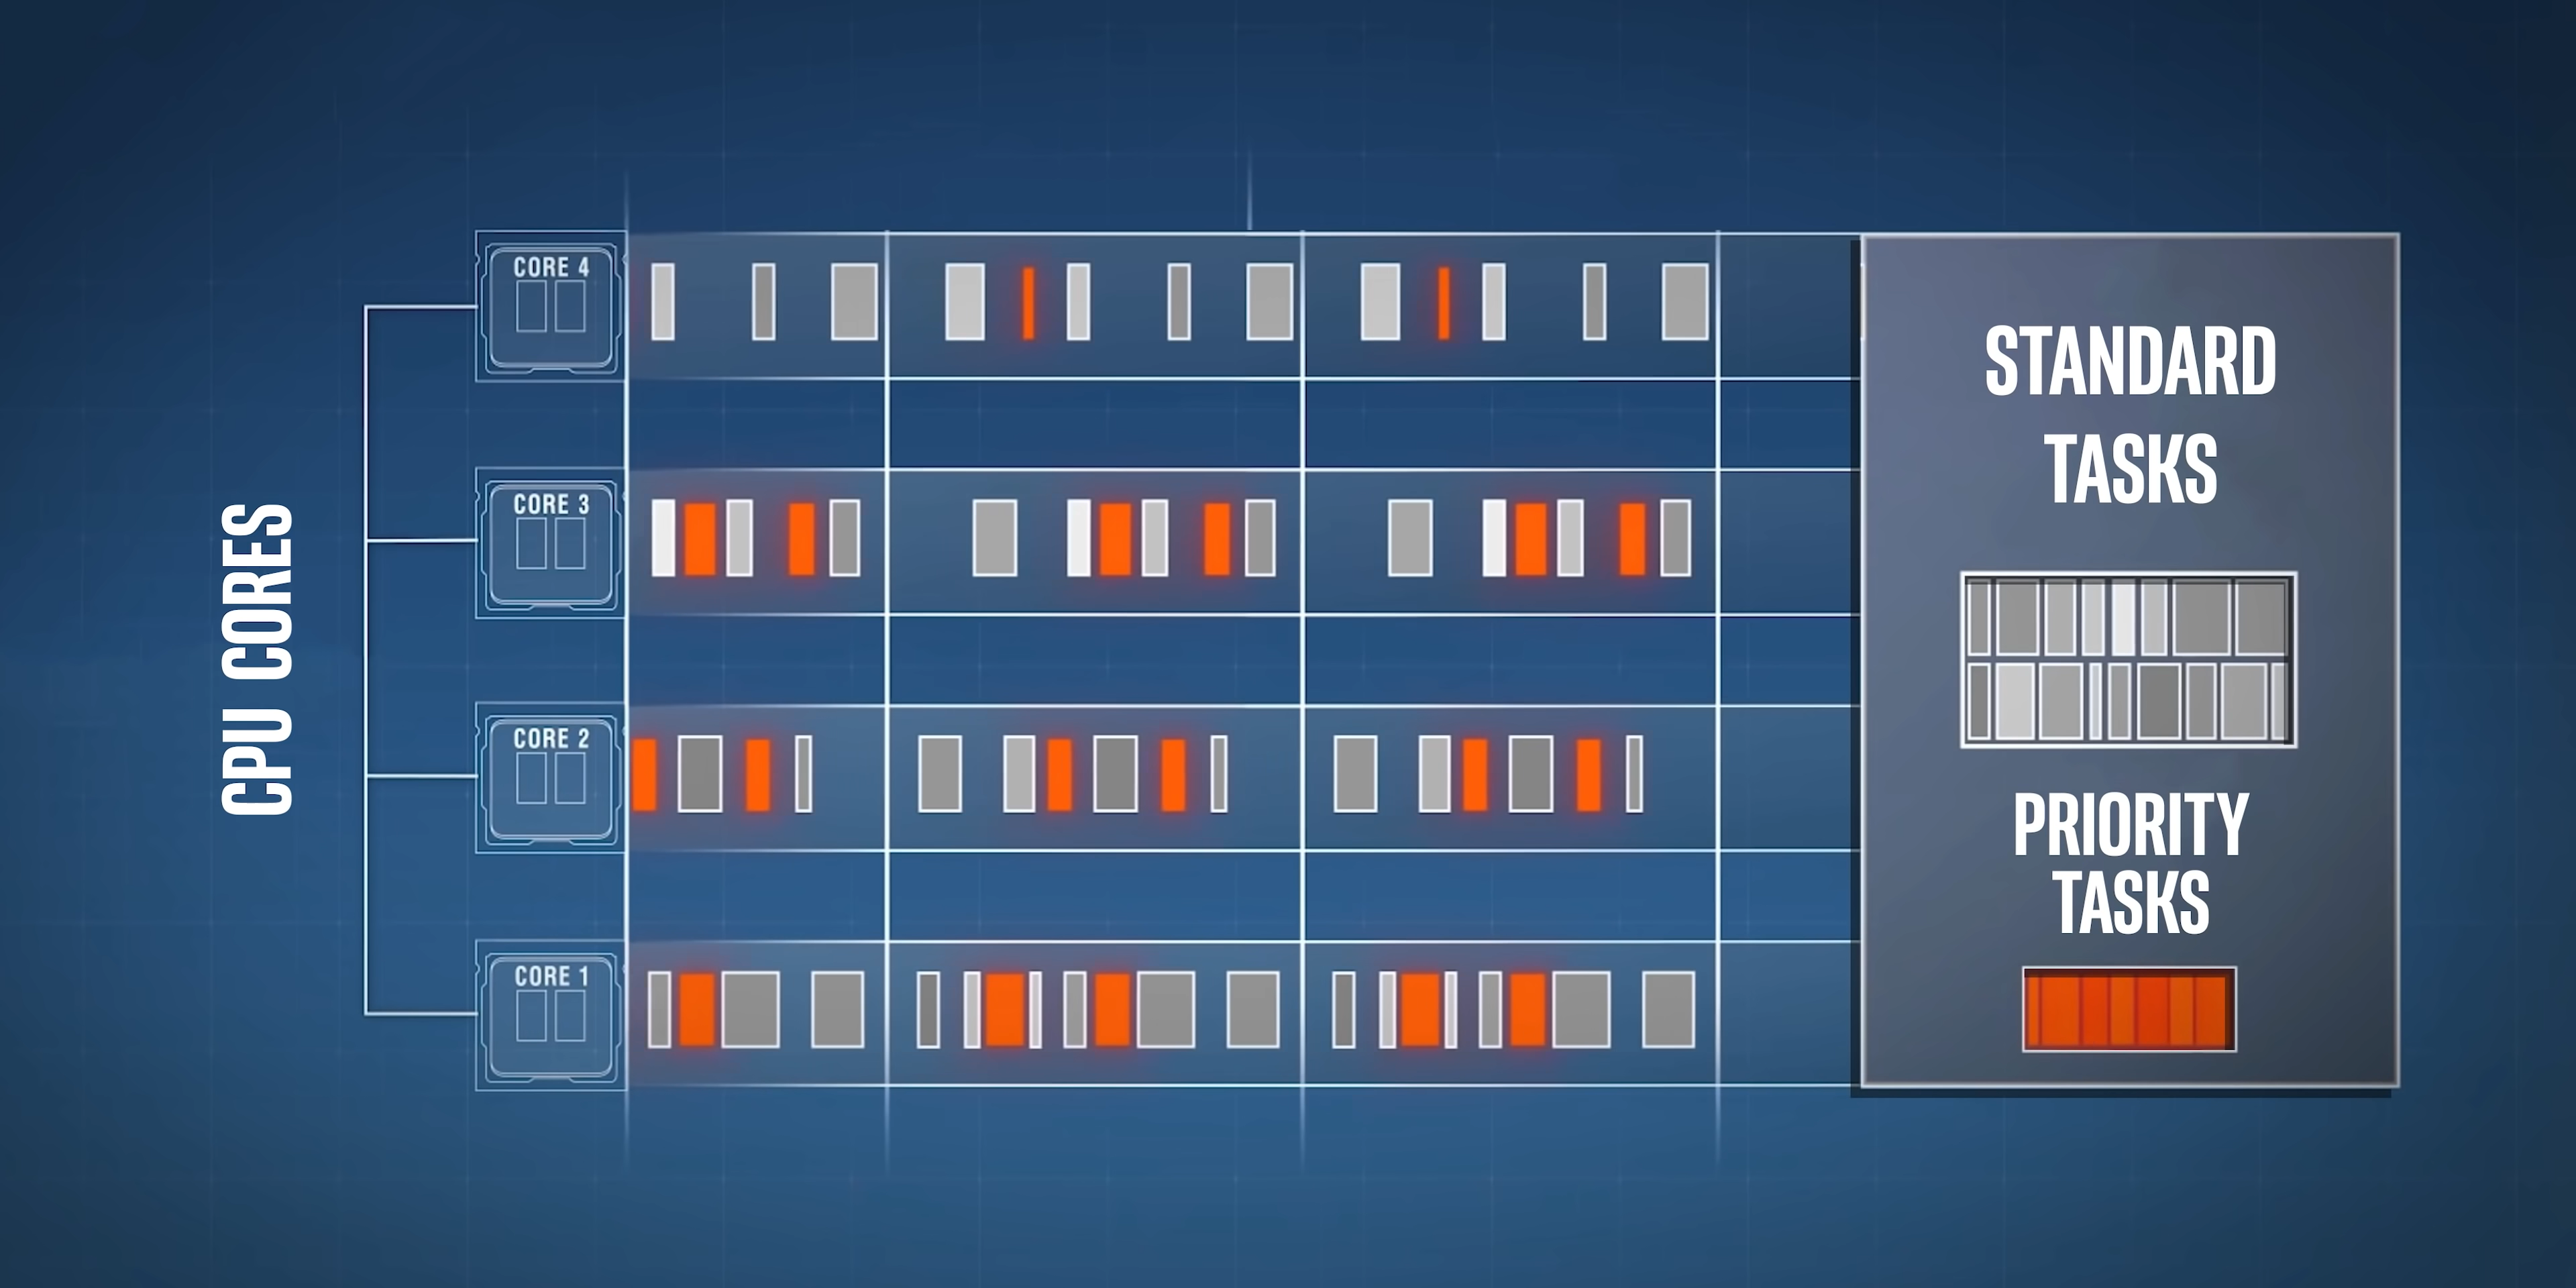 CPU CORES
CORE 4
CORE 3
CORE 2
CORE 1
STANDARD
TASKS
PRIORITY
TASKS